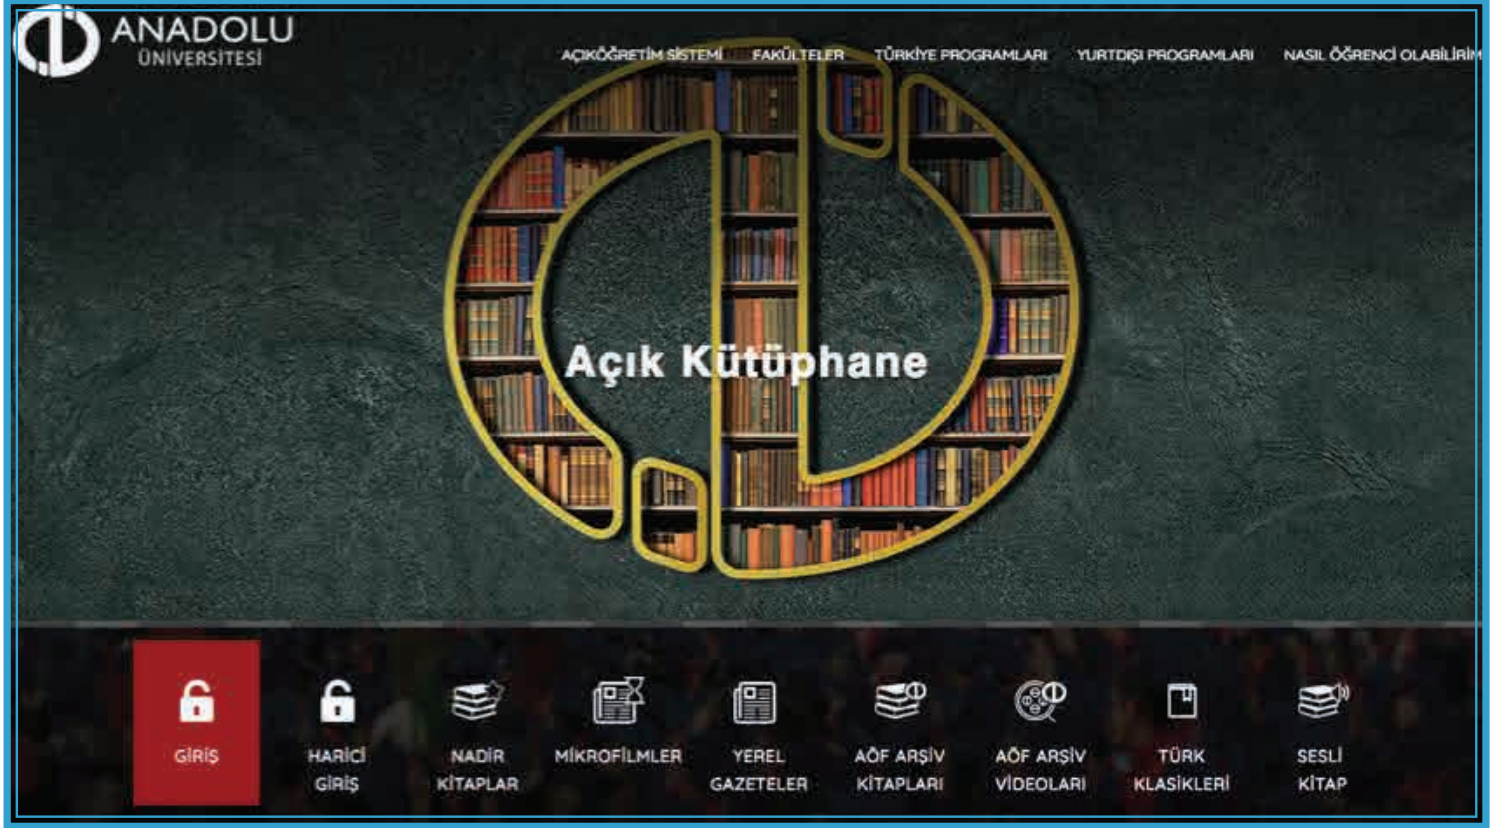 ANADOLU
ÜNİVERSİTESİ
AÇIKÖĞRETİM SİSTEMİ FAKÜLTELER TÜRKİYE PROGRAMLARI YURTDIŞI PROGRAMLARI NASIL ÖĞRENCİ OLABİLİRİM
Açık Kütüphane
GİRİŞ
HARİCİ
GİRİŞ
NADİR
KİTAPLAR
MİKROFİLMLER
YEREL
GAZETELER
AÖF ARŞİV
KİTAPLARI
AÖF ARŞİV
VİDEOLARI
TÜRK
KLASİKLERİ
SESLİ
KİTAP